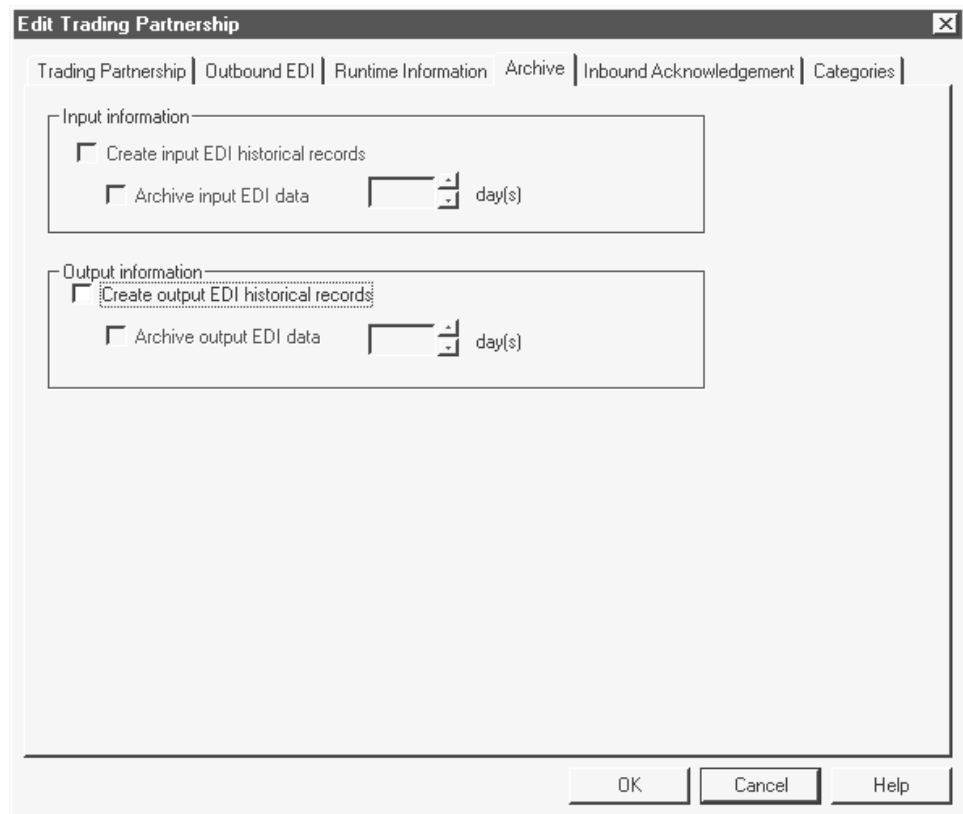 Edit Trading Partnership
Trading Partnership Outbound EDI Runtime Information Archive Inbound Acknowledgement Categories
Input information
Create input EDI historical records
Archive input EDI data day(s)
Output information
Create output EDI historical records
Archive output EDI data day(s)
OK Cancel Help